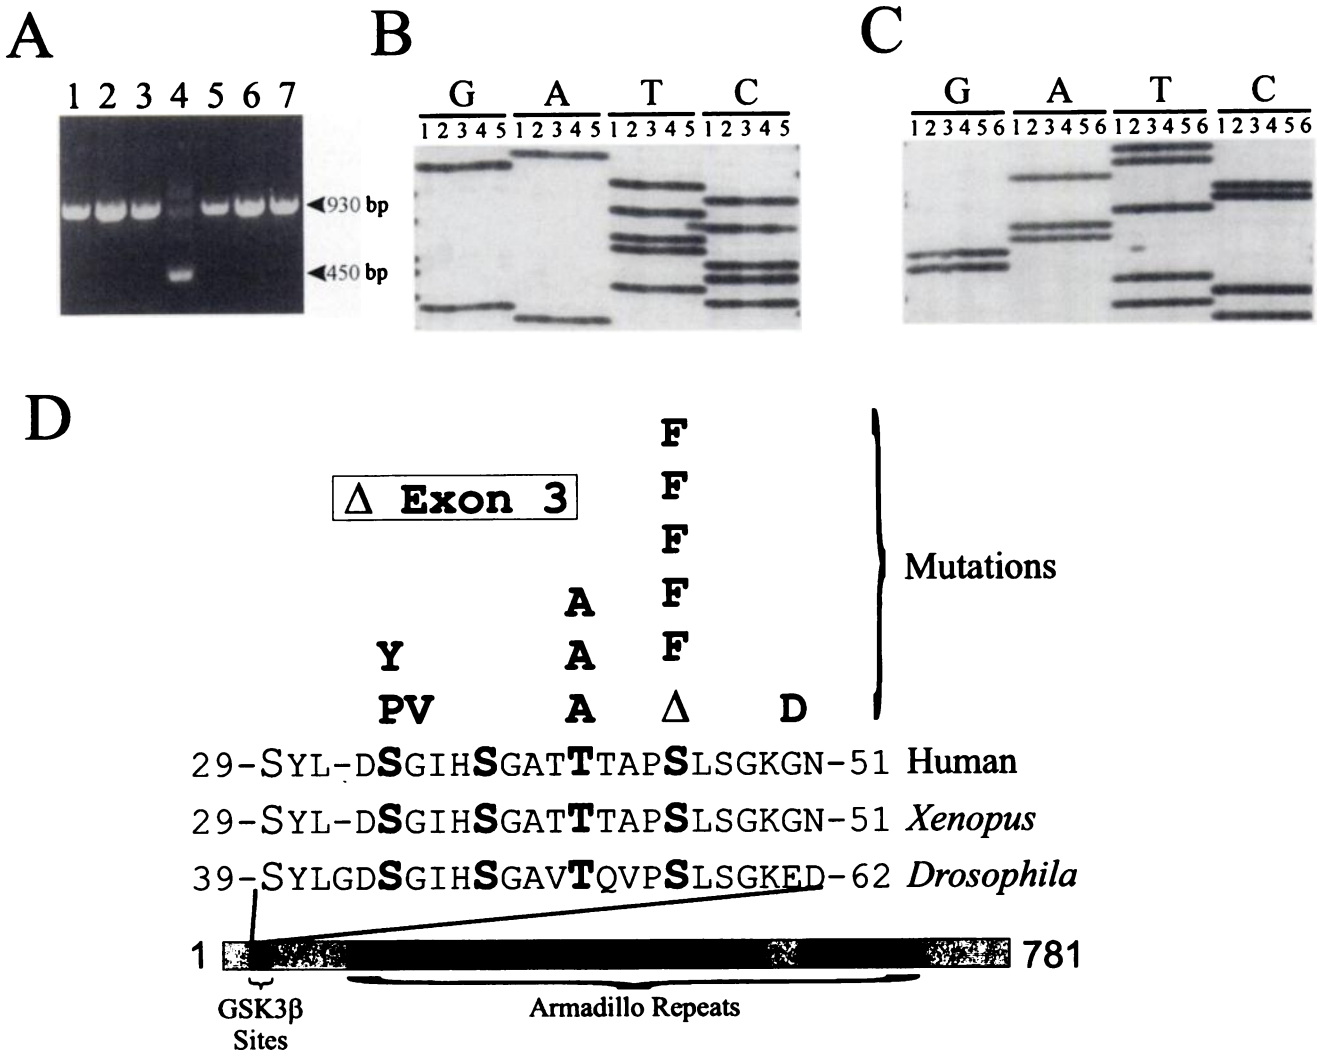 A
1 2 3 4 5 6 7
930 bp
450 bp
B
G A T C
1 2 3 4 5 1 2 3 4 5 1 2 3 4 5 1 2 3 4 5
C
G A T C
1 2 3 4 5 6 1 2 3 4 5 6 1 2 3 4 5 6 1 2 3 4 5 6
D
F
Δ Exon 3
F
F
A F
Y A F
PV A Δ D
Mutations
29-SYL-DSGIHSGATTTAPSLSGKGN-51 Human
29-SYL-DSGIHSGATTTAPSLSGKGN-51 Xenopus
39-SYLGDSGIHSGAVTQVPSLSGKED-62 Drosophila
1 781
GSK3β
Sites
Armadillo Repeats